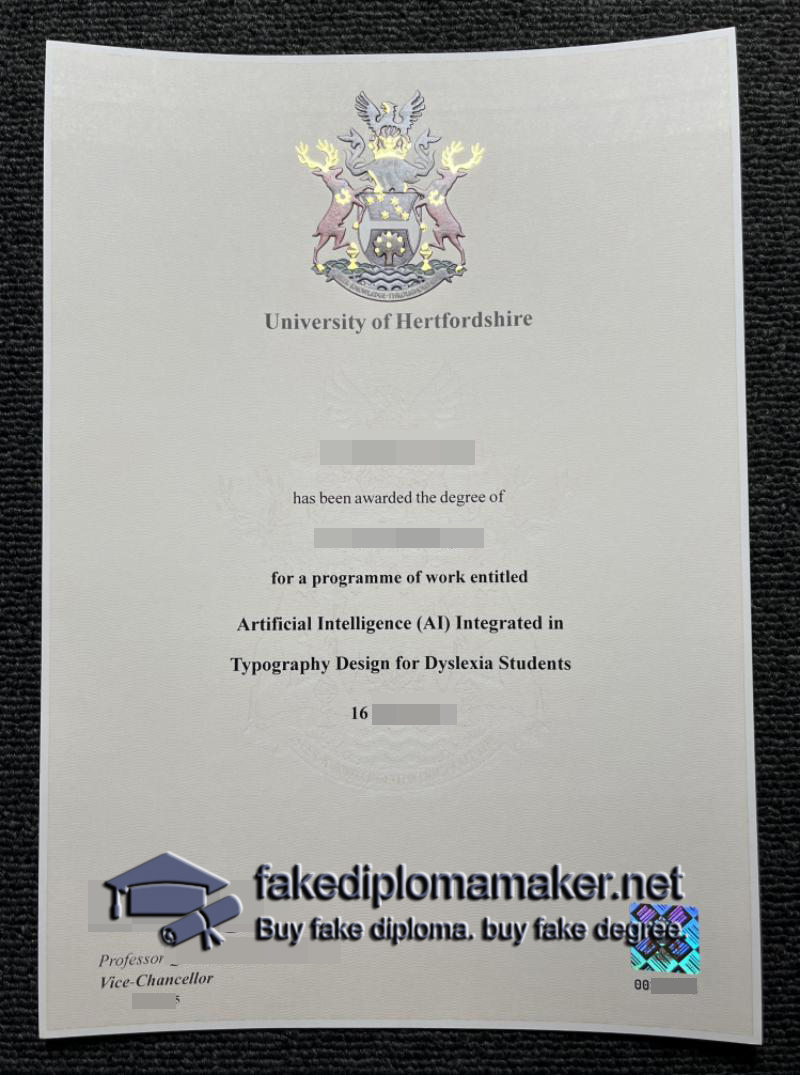 University of Hertfordshire
has been awarded the degree of
for a programme of work entitled
Artificial Intelligence (AI) Integrated in
Typography Design for Dyslexia Students
16
fakediplomamaker.net
Buy fake diploma. buy fake degree.
Professor
Vice-Chancellor
5
00